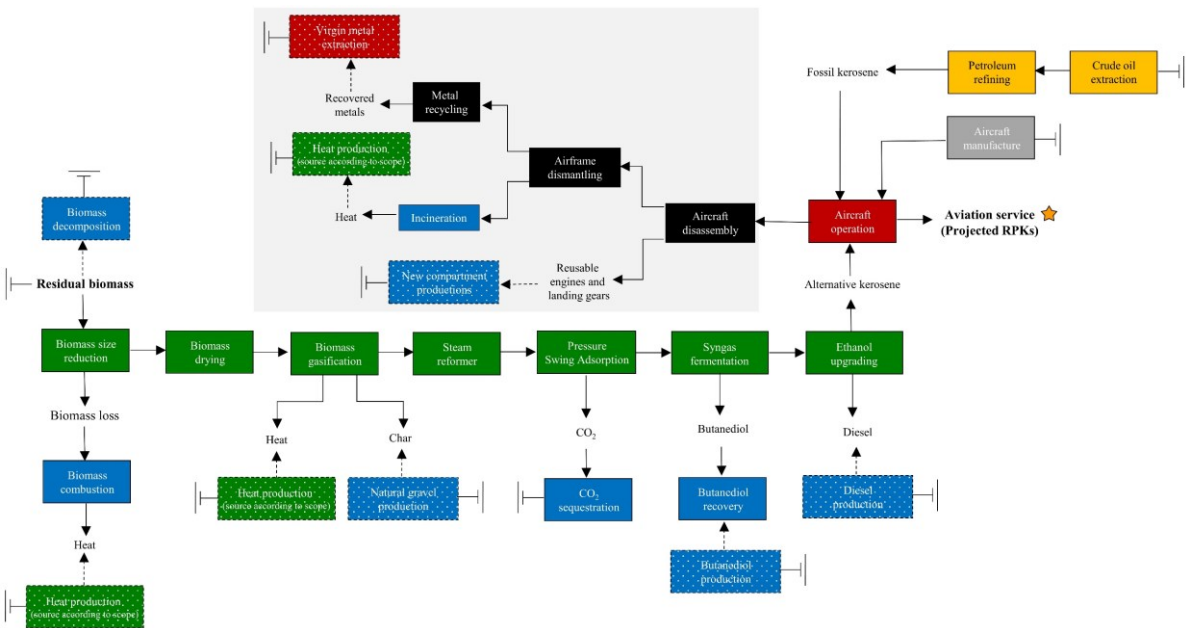 Virgin metal
extraction
Recovered
metals
Metal
recycling
Heat production
(source according to scope)
Heat
Incineration
Airframe
dismantling
Aircraft
disassembly
New compartment
productions
Reusable
engines and
landing gears
Fossil kerosene
Petroleum
refining
Crude oil
extraction
Aircraft
manufacture
Aircraft
operation
Aviation service
(Projected RPKs)
Alternative kerosene
Biomass
decomposition
Residual biomass
Biomass size
reduction
Biomass
drying
Biomass
gasification
Steam
reformer
Pressure
Swing Adsorption
Syngas
fermentation
Ethanol
upgrading
Biomass loss
Biomass
combustion
Heat
Heat production
(source according to scope)
Heat
Char
Heat production
(source according to scope)
Natural gravel
production
CO2
CO2
sequestration
Butanediol
Butanediol
recovery
Butanediol
production
Diesel
Diesel
production